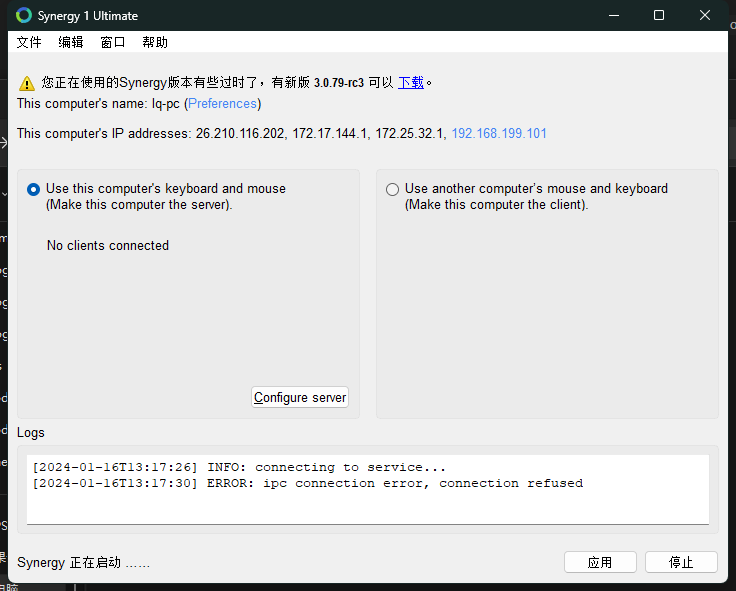 Synergy 1 Ultimate
文件 编辑 窗口 帮助
您正在使用的Synergy版本有些过时了，有新版 3.0.79-rc3 可以 下载。
This computer's name: lq-pc (Preferences)
This computer's IP addresses: 26.210.116.202, 172.17.144.1, 172.25.32.1, 192.168.199.101
Use this computer's keyboard and mouse
(Make this computer the server).
No clients connected
Configure server
Use another computer's mouse and keyboard
(Make this computer the client).
Logs
[2024-01-16T13:17:26] INFO: connecting to service...
[2024-01-16T13:17:30] ERROR: ipc connection error, connection refused
Synergy 正在启动 ......
应用 停止